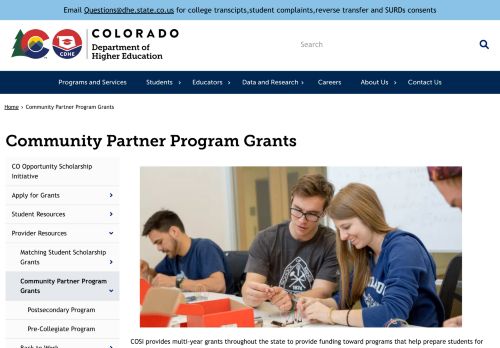 Email Questions@dhe.state.co.us for college transcipts,student complaints,reverse transfer and SURDs consents
CO
CDHE
COLORADO
Department of
Higher Education
Search
Programs and Services Students Educators Data and Research Careers About Us Contact Us
Home > Community Partner Program Grants
Community Partner Program Grants
CO Opportunity Scholarship
Initiative
Apply for Grants
Student Resources
Provider Resources
Matching Student Scholarship
Grants
Community Partner Program
Grants
Postsecondary Program
Pre-Collegiate Program
Back to Work
COSI provides multi-year grants throughout the state to provide funding toward programs that help prepare students for